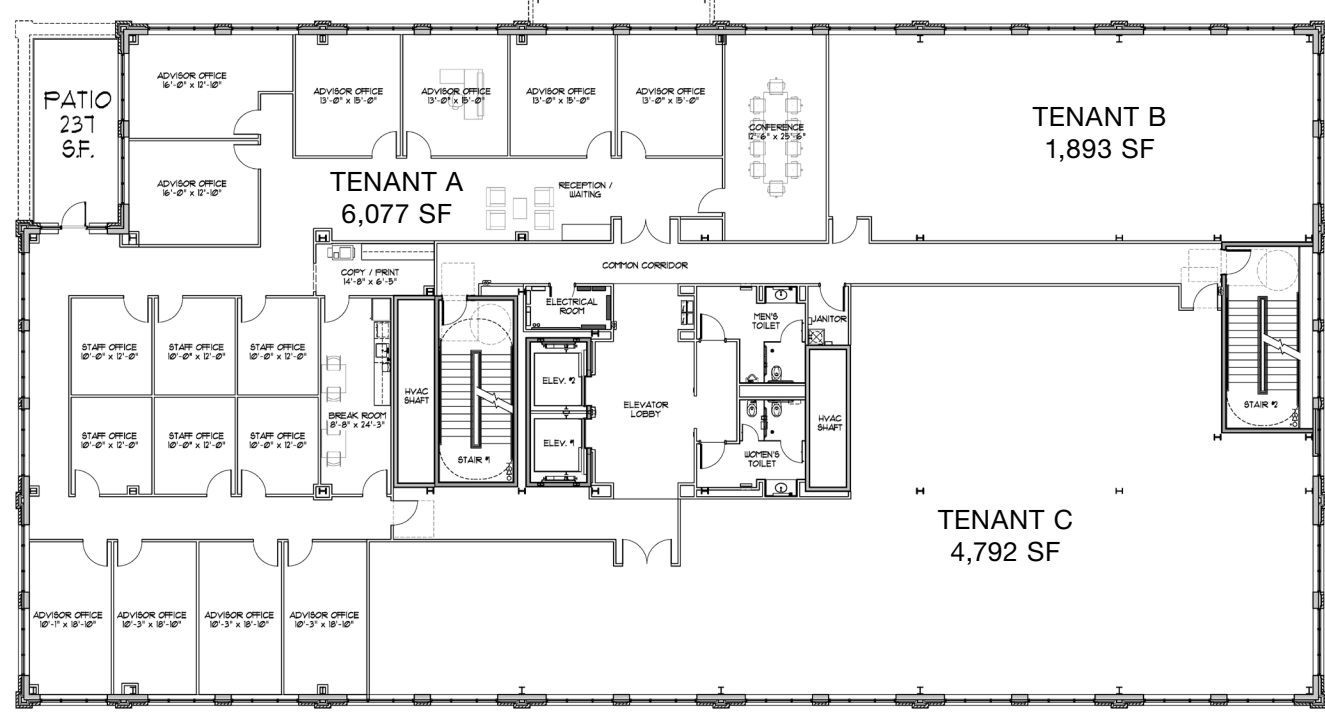 PATIO
237
S.F.
ADVISOR OFFICE
16'-0" x 12'-10"
ADVISOR OFFICE
13'-0" x 15'-0"
ADVISOR OFFICE
13'-0" x 15'-0"
ADVISOR OFFICE
13'-0" x 15'-0"
ADVISOR OFFICE
13'-0" x 15'-0"
CONFERENCE
12'-6" x 25'-6"
TENANT B
1,893 SF
ADVISOR OFFICE
16'-0" x 12'-10"
TENANT A
6,077 SF
RECEPTION /
WAITING
COPY / PRINT
14'-8" x 6'-5"
COMMON CORRIDOR
ELECTRICAL
ROOM
MEN'S
TOILET
JANITOR
STAFF OFFICE
10'-0" x 12'-0"
STAFF OFFICE
10'-0" x 12'-0"
STAFF OFFICE
10'-0" x 12'-0"
HVAC
SHAFT
ELEV. #2
ELEVATOR
LOBBY
HVAC
SHAFT
STAIR #2
BREAK ROOM
8'-8" x 24'-3"
STAFF OFFICE
10'-0" x 12'-0"
STAFF OFFICE
10'-0" x 12'-0"
STAFF OFFICE
10'-0" x 12'-0"
STAIR #1
ELEV. #1
WOMEN'S
TOILET
TENANT C
4,792 SF
ADVISOR OFFICE
10'-1" x 18'-10"
ADVISOR OFFICE
10'-3" x 18'-10"
ADVISOR OFFICE
10'-3" x 18'-10"
ADVISOR OFFICE
10'-3" x 18'-10"